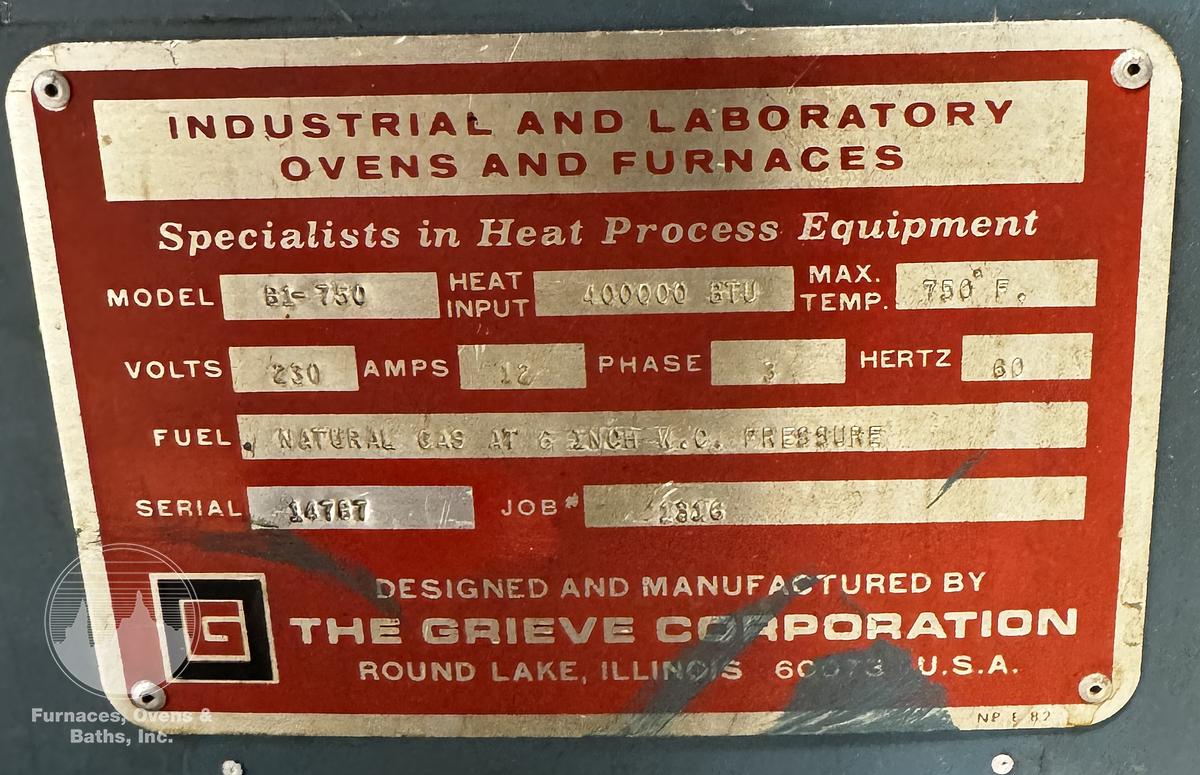 INDUSTRIAL AND LABORATORY
OVENS AND FURNACES
Specialists in Heat Process Equipment
MODEL 61-750 HEAT INPUT 400000 BTU MAX. TEMP. 750° F.
VOLTS 230 AMPS 12 PHASE 3 HERTZ 60
FUEL NATURAL GAS AT 6 INCH W.C. PRESSURE
SERIAL JOB# 1816
DESIGNED AND MANUFACTURED BY
G THE GRIEVE CORPORATION
ROUND LAKE, ILLINOIS 60073 U.S.A.
Furnaces, Ovens &
Baths, Inc.